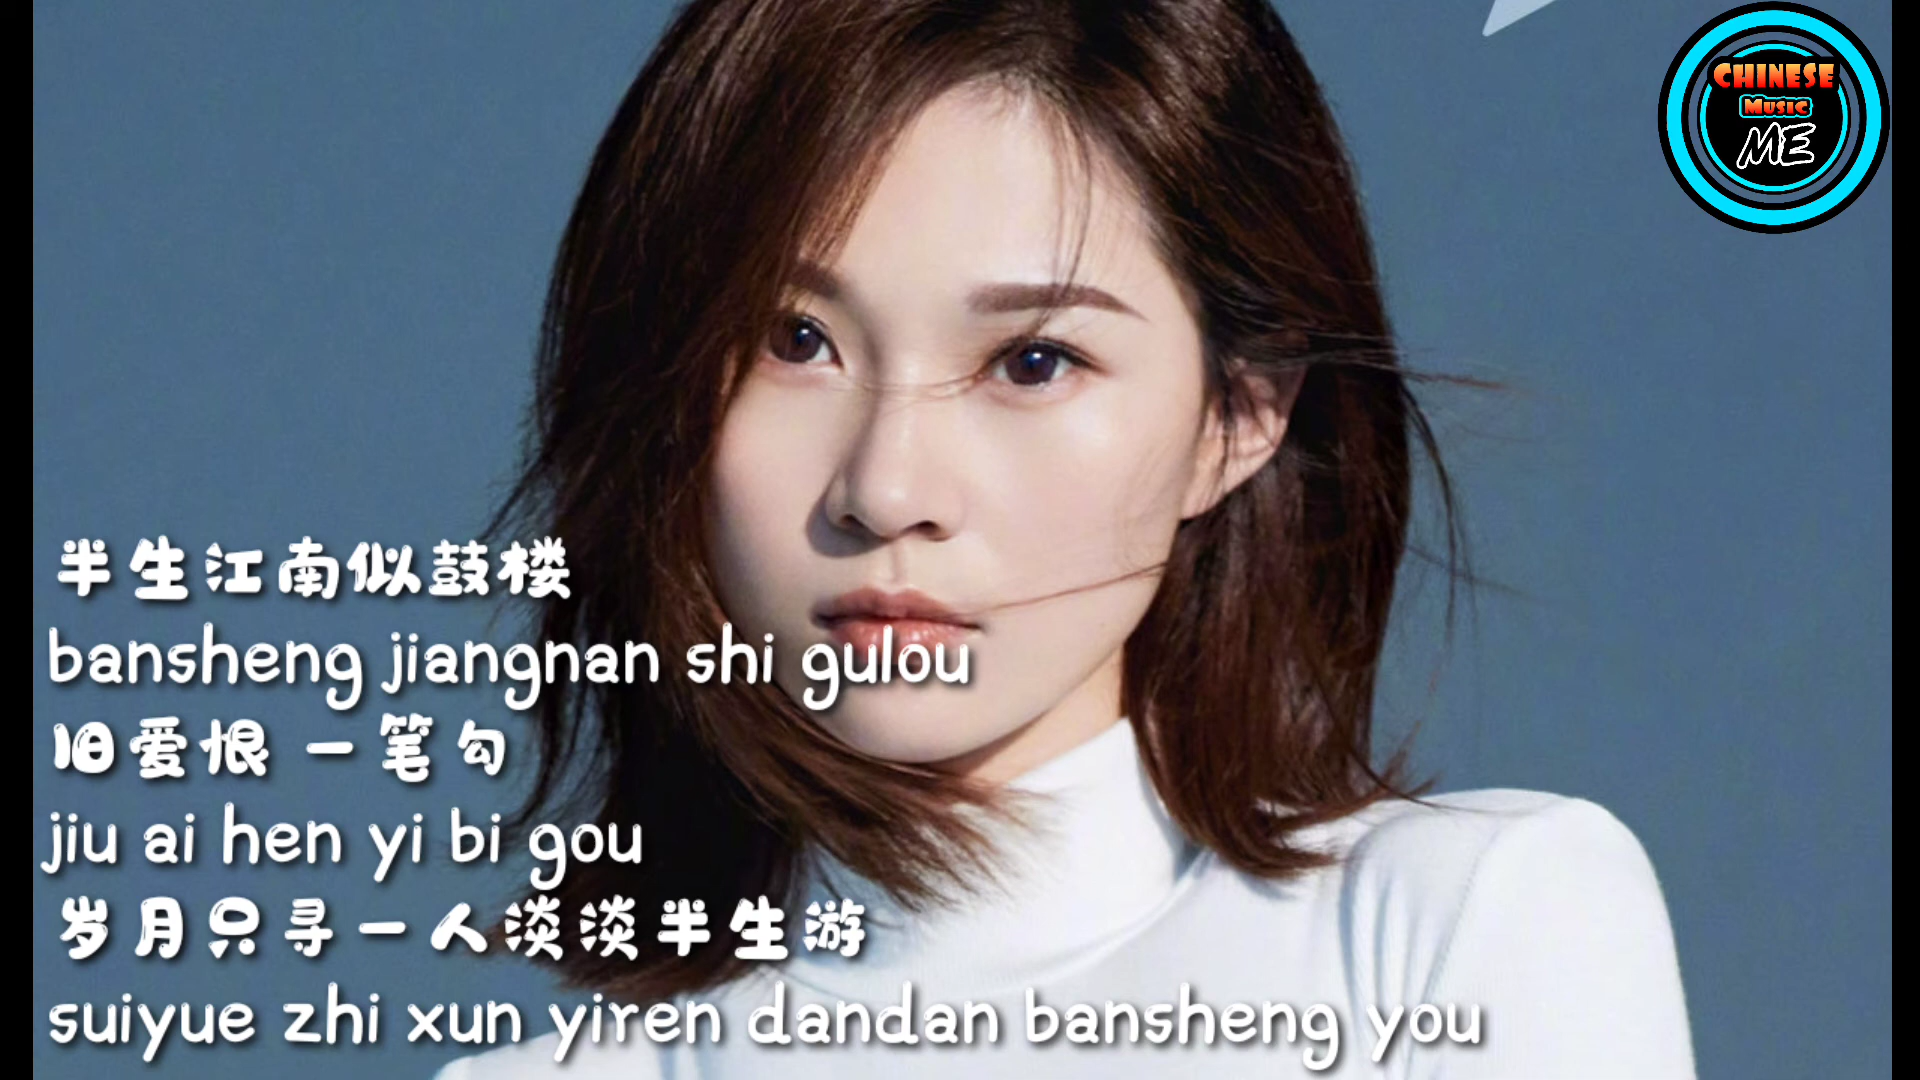 CHINESE
Music
ME
半生江南似鼓楼
bansheng jiangnan shi gulou
旧爱恨 一笔勾
jiu ai hen yi bi gou
岁月只寻一人淡淡半生游
suiyue zhi xun yiren dandan bansheng you